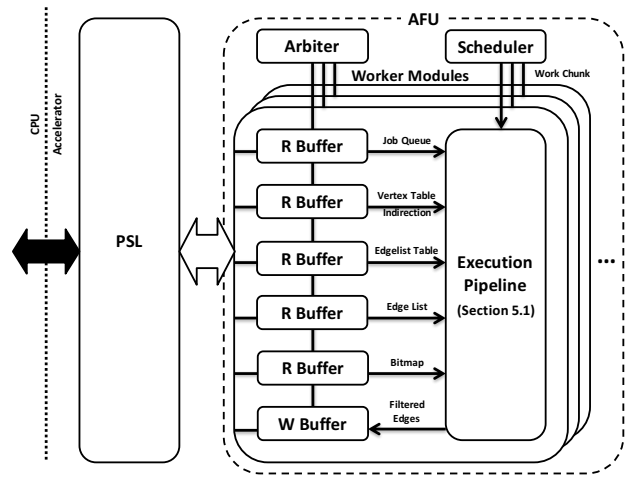 AFU
Arbiter
Scheduler
Worker Modules
Work Chunk
CPU
Accelerator
PSL
R Buffer
Job Queue
R Buffer
Vertex Table
Indirection
R Buffer
Edgelist Table
R Buffer
Edge List
R Buffer
Bitmap
W Buffer
Filtered
Edges
Execution
Pipeline
(Section 5.1)
...